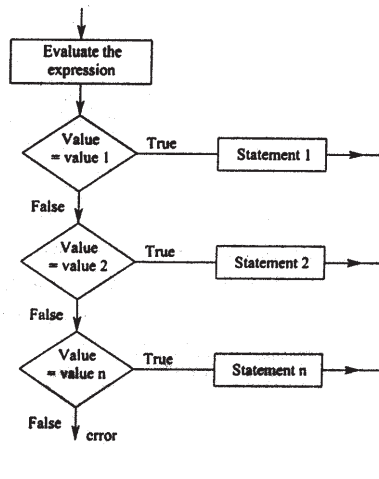 Evaluate the
expression
Value
= value 1
True
Statement 1
False
Value
= value 2
True
Statement 2
False
Value
= value n
True
Statement n
False
error